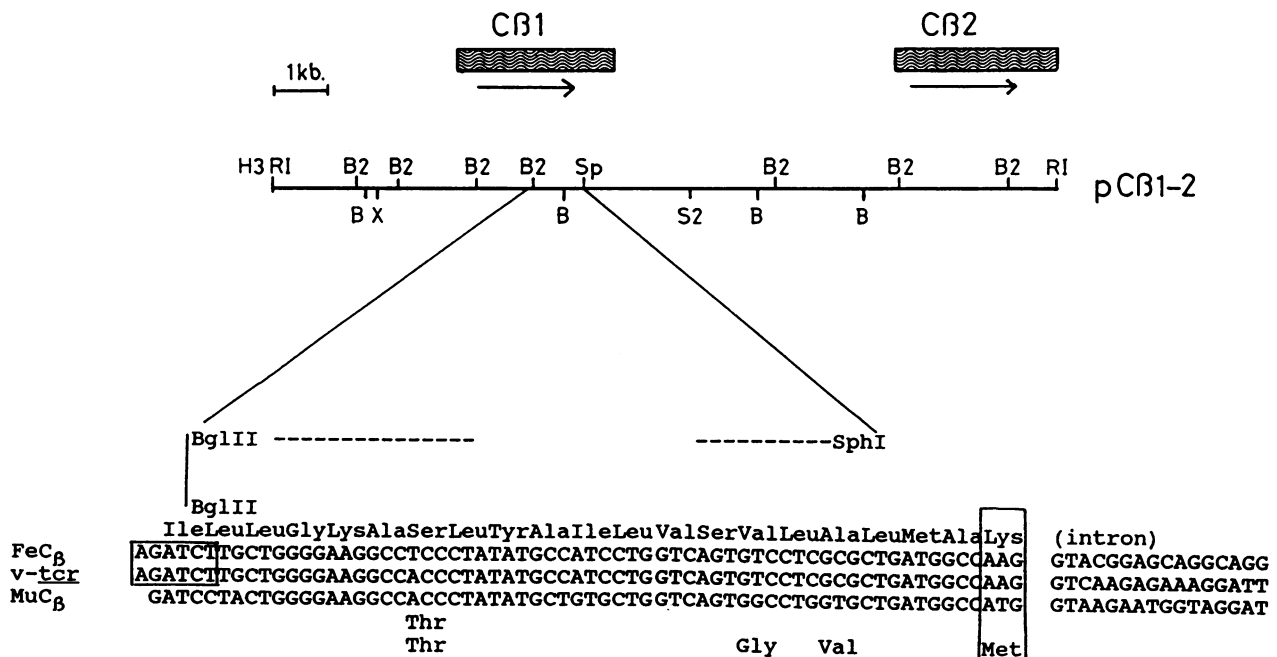 Cβ1 Cβ2
1kb.
H3 RI B2 B2 B2 B2 Sp B2 B2 B2 RI
pCβ1-2
B X B S2 B B
BglII SphI
BglII
IleLeuLeuGlyLysAlaSerLeuTyrAlaIleLeuValSerValLeuAlaLeuMetAlaLys (intron)
FeCβ AGATCTTGCTGGGGAAGGCCTCCCTATATGCCATCCTGGTCAGTGTCCTCGCGCTGATGGCCAAG GTACGGAGCAGGCAGG
v-tcr AGATCTTGCTGGGGAAGGCCACCCTATATGCCATCCTGGTCAGTGTCCTCGCGCTGATGGCCAAG GTCAAGAGAAAGGATT
MuCβ GATCCTACTGGGGAAGGCCACCCTATATGCTGTGCTGGTCAGTGGCCTGGTGCTGATGGCCATG GTAAGAATGGTAGGAT
Thr
Thr Gly Val Met